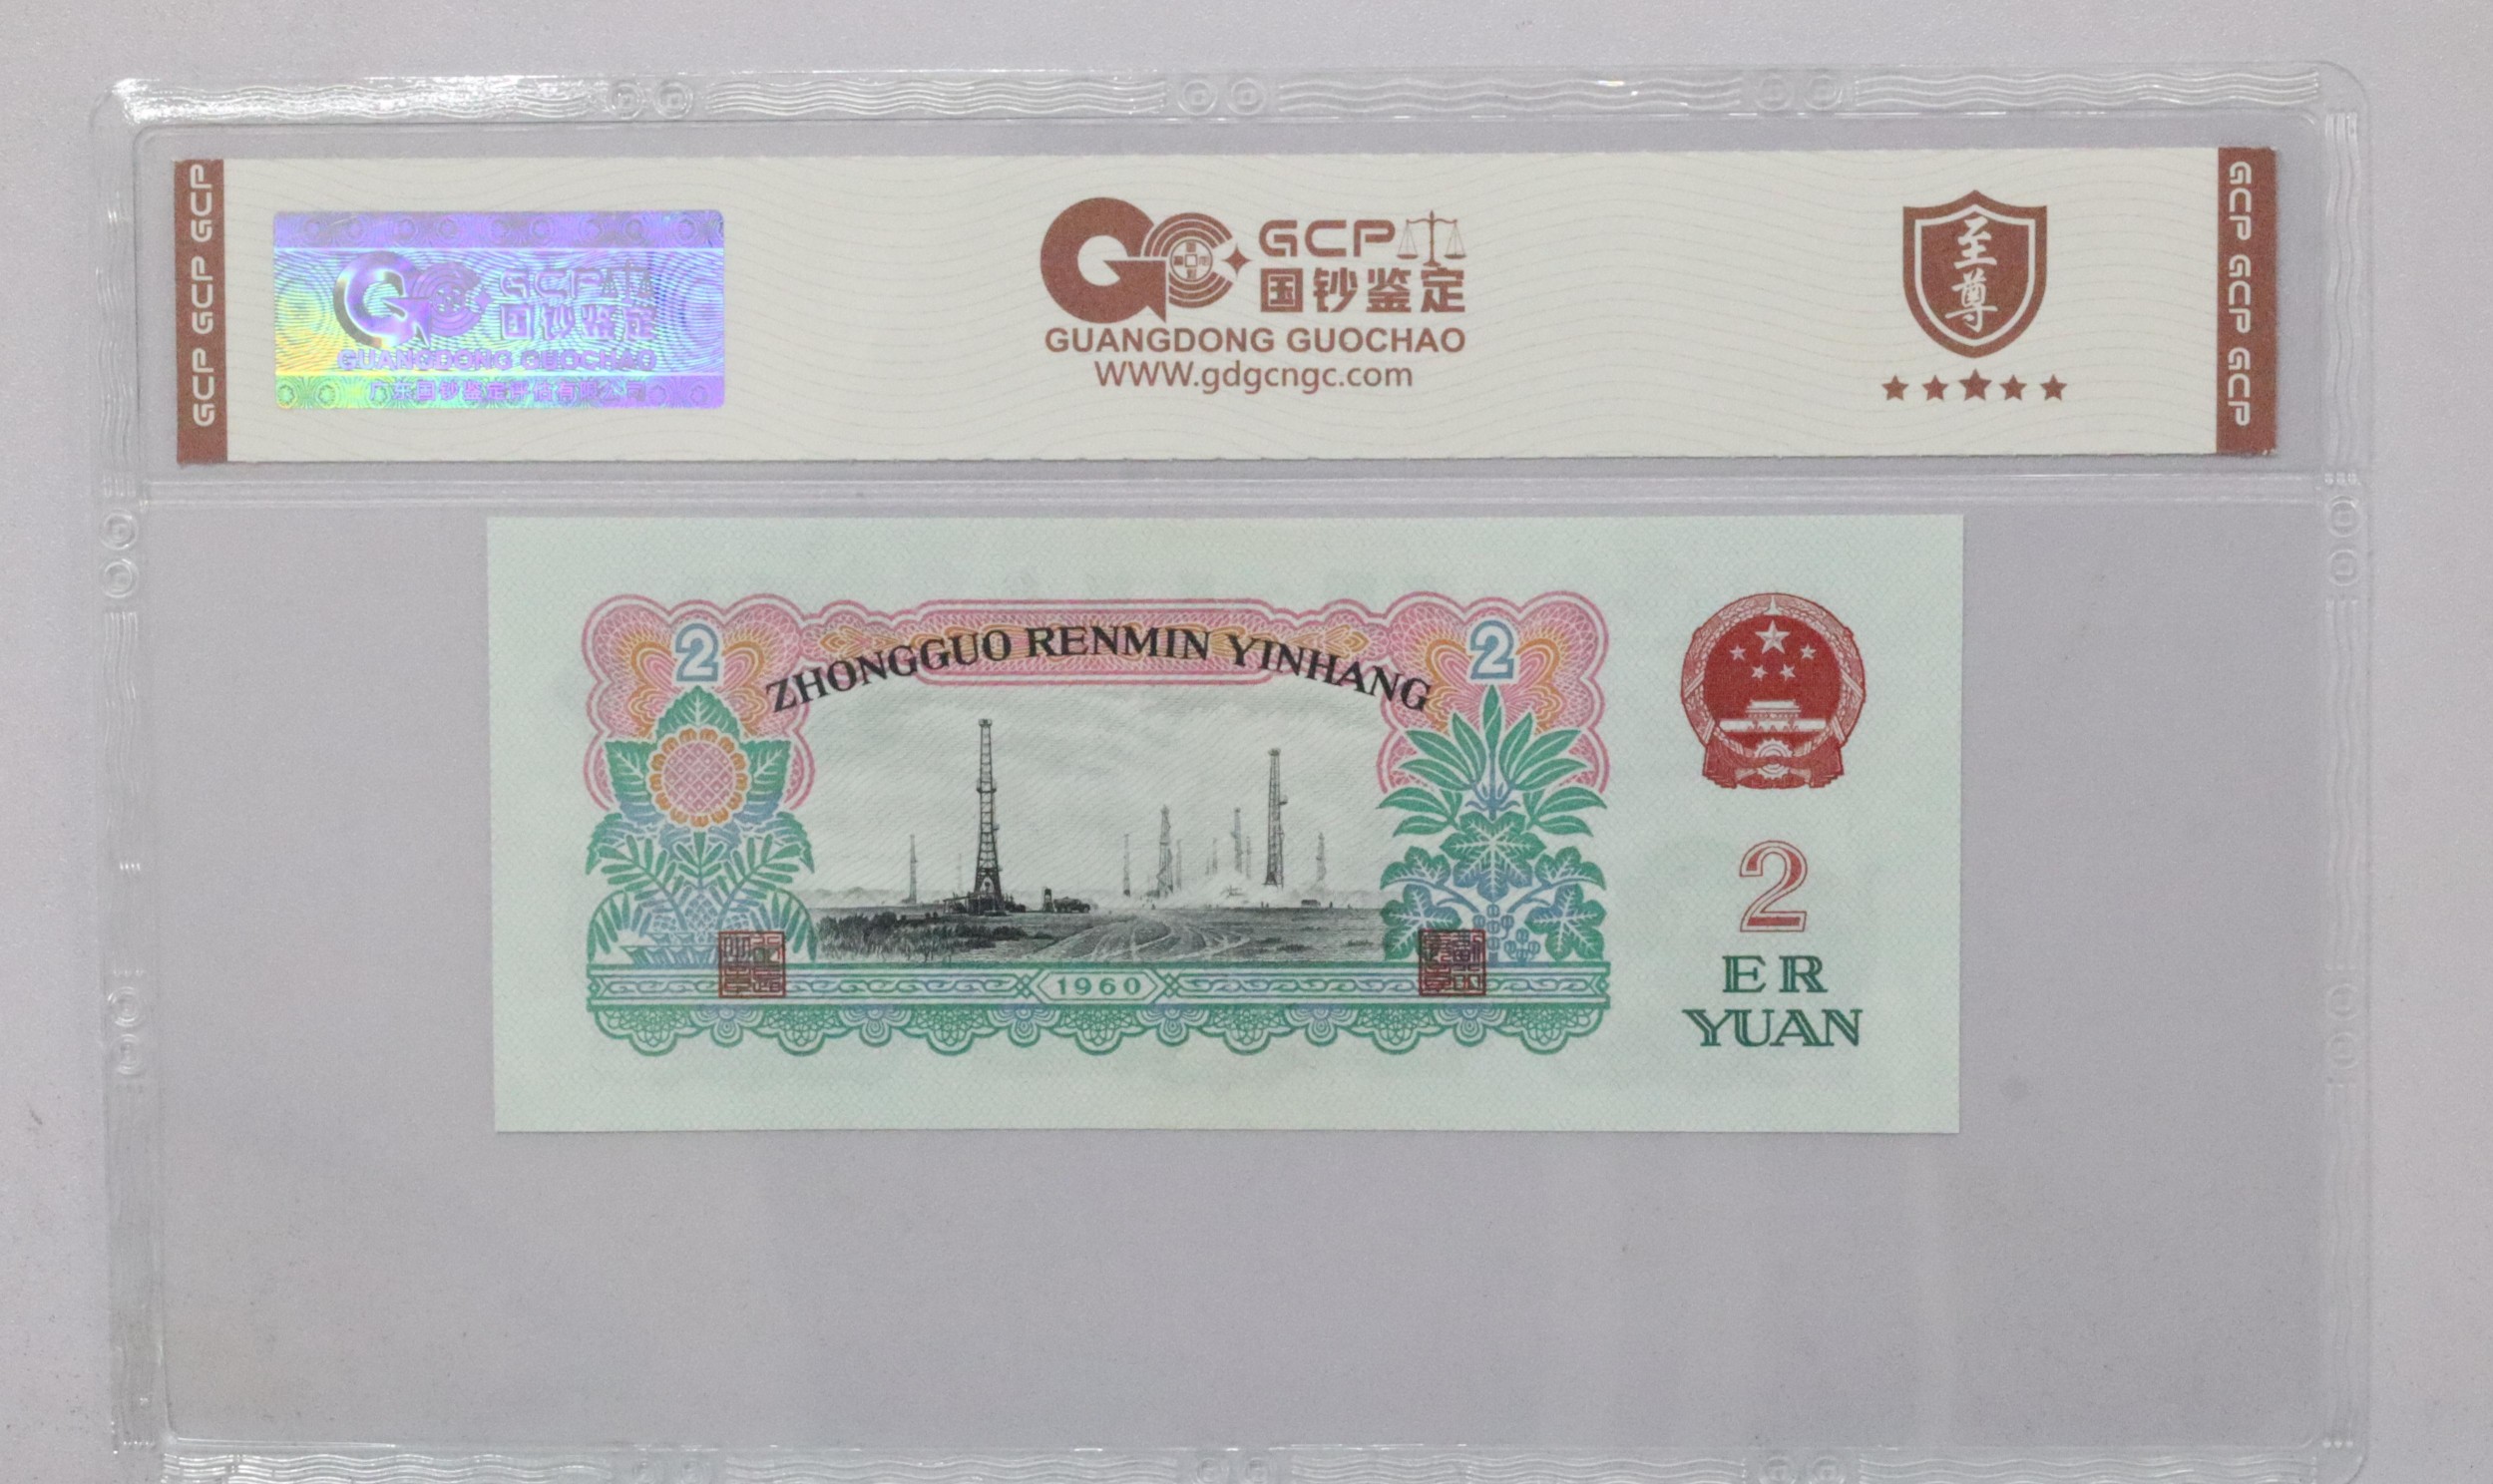 GCP GCP GCP
GCP
国钞鉴定
GUANGDONG GUOCHAO
广东国钞鉴定评估有限公司
GCP
国钞鉴定
GUANGDONG GUOCHAO
WWW.gdgcngc.com
至尊
GCP GCP GCP
2
ZHONGGUO RENMIN YINHANG
2
1960
2
ER
YUAN